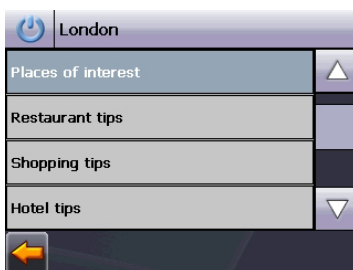 London
Places of interest
Restaurant tips
Shopping tips
Hotel tips